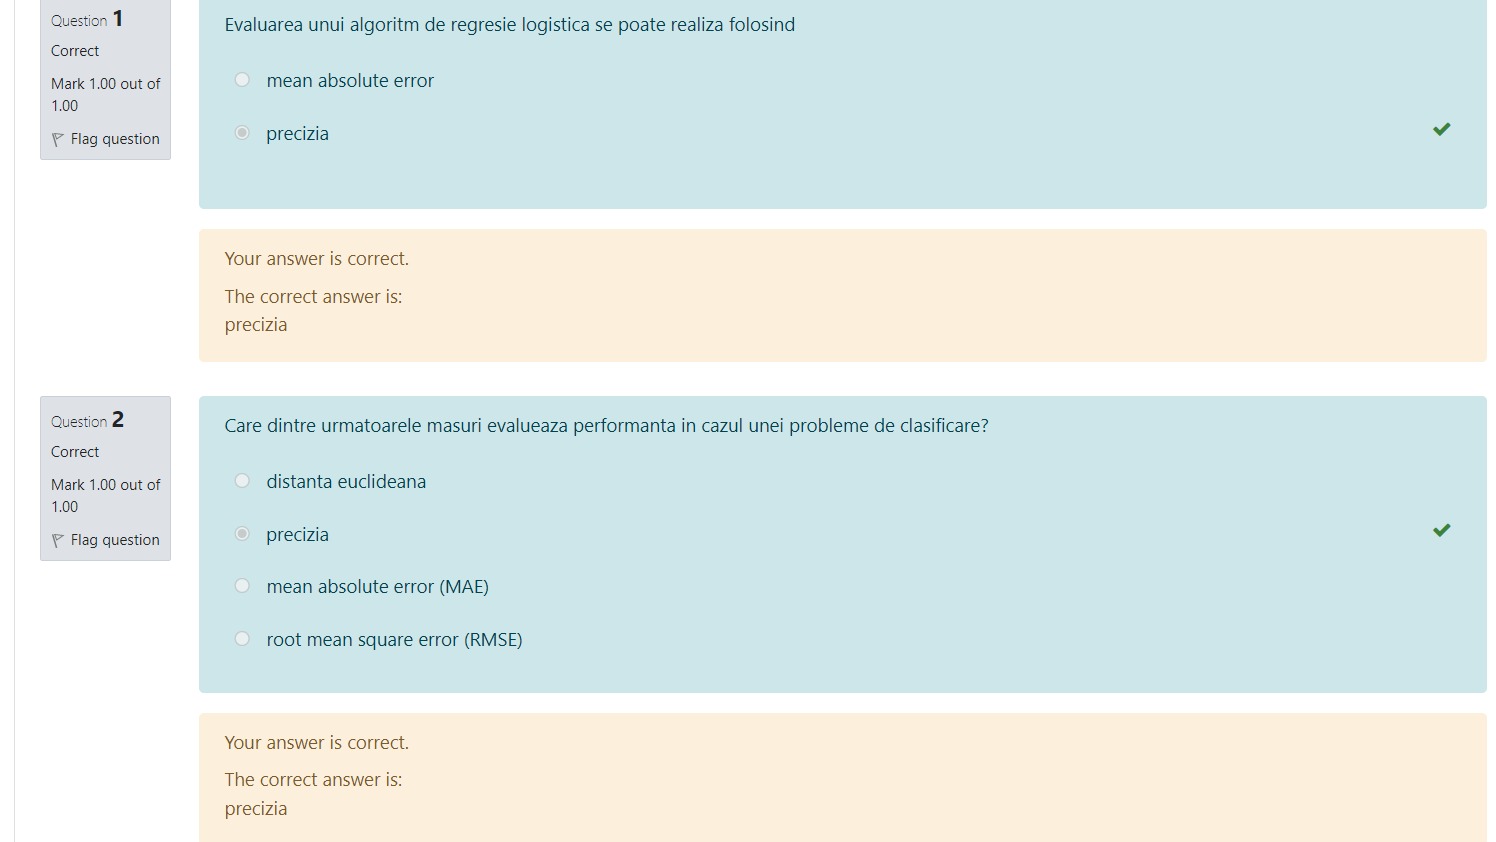 Question 1
Correct
Mark 1.00 out of
1.00
Flag question
Evaluarea unui algoritm de regresie logistica se poate realiza folosind
mean absolute error
precizia
Your answer is correct.
The correct answer is:
precizia
Question 2
Correct
Mark 1.00 out of
1.00
Flag question
Care dintre urmatoarele masuri evalueaza performanta in cazul unei probleme de clasificare?
distanta euclideana
precizia
mean absolute error (MAE)
root mean square error (RMSE)
Your answer is correct.
The correct answer is:
precizia